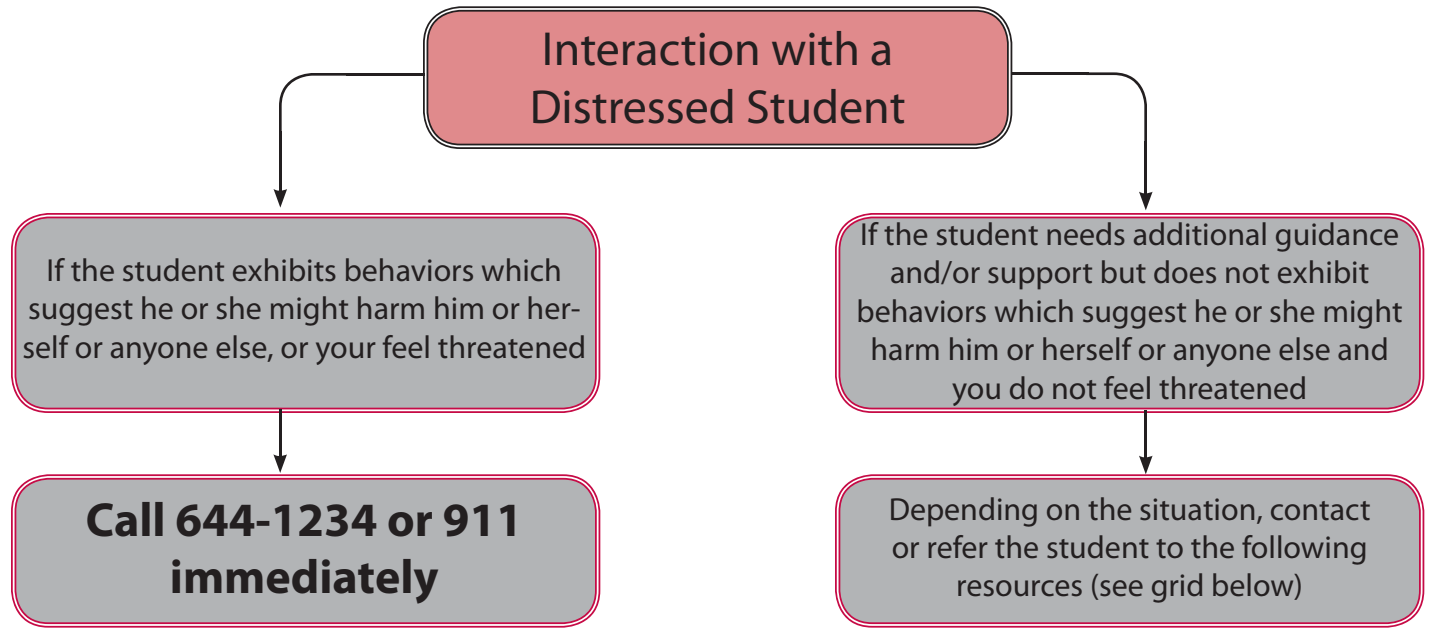 Interaction with a
Distressed Student
If the student exhibits behaviors which
suggest he or she might harm him or her-
self or anyone else, or your feel threatened
Call 644-1234 or 911
immediately
If the student needs additional guidance
and/or support but does not exhibit
behaviors which suggest he or she might
harm him or herself or anyone else and
you do not feel threatened
Depending on the situation, contact
or refer the student to the following
resources (see grid below)